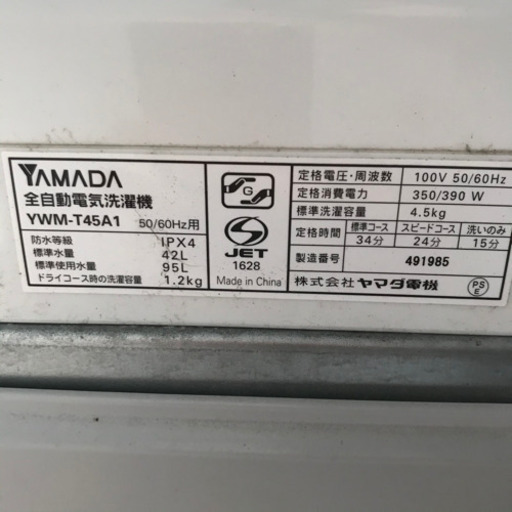 YAMADA
全自動電気洗濯機
YWM-T45A1 50/60Hz用
防水等級 IPX4
標準水量 42L
標準使用水量 95L
ドライコース時の洗濯容量 1.2kg
G
S
JET
1628
Made in China
定格電圧・周波数 100V 50/60Hz
定格消費電力 350/390 W
標準洗濯容量 4.5kg
定格時間 標準コース スピードコース 洗いのみ
34分 24分 15分
製造番号 491985
株式会社 ヤマダ電機
PS
E